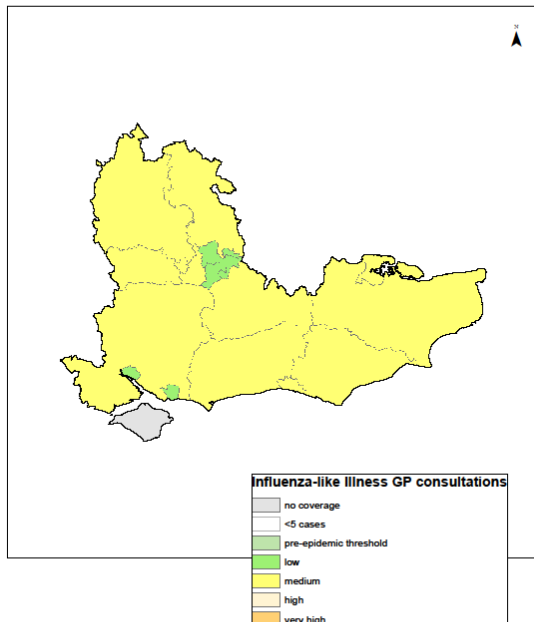 N
Influenza-like Illness GP consultations
no coverage
<5 cases
pre-epidemic threshold
low
medium
high
very high